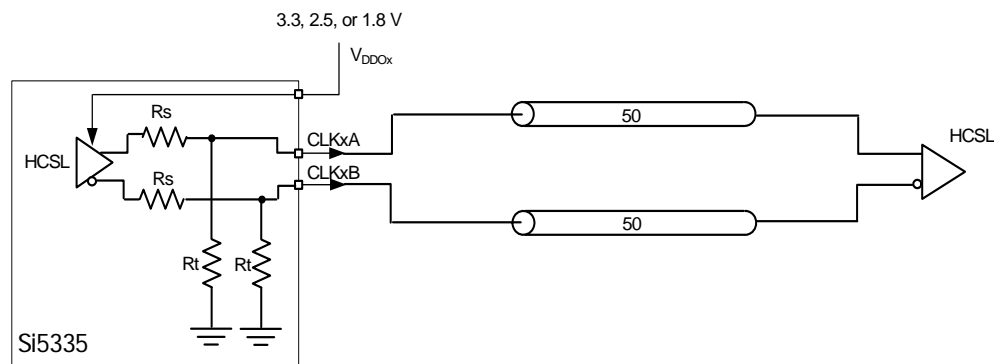 3.3, 2.5, or 1.8 V
VDDOx
Rs
HCSL
Rs
Rt
Rt
Si5335
CLKxA
CLKxB
50
50
HCSL